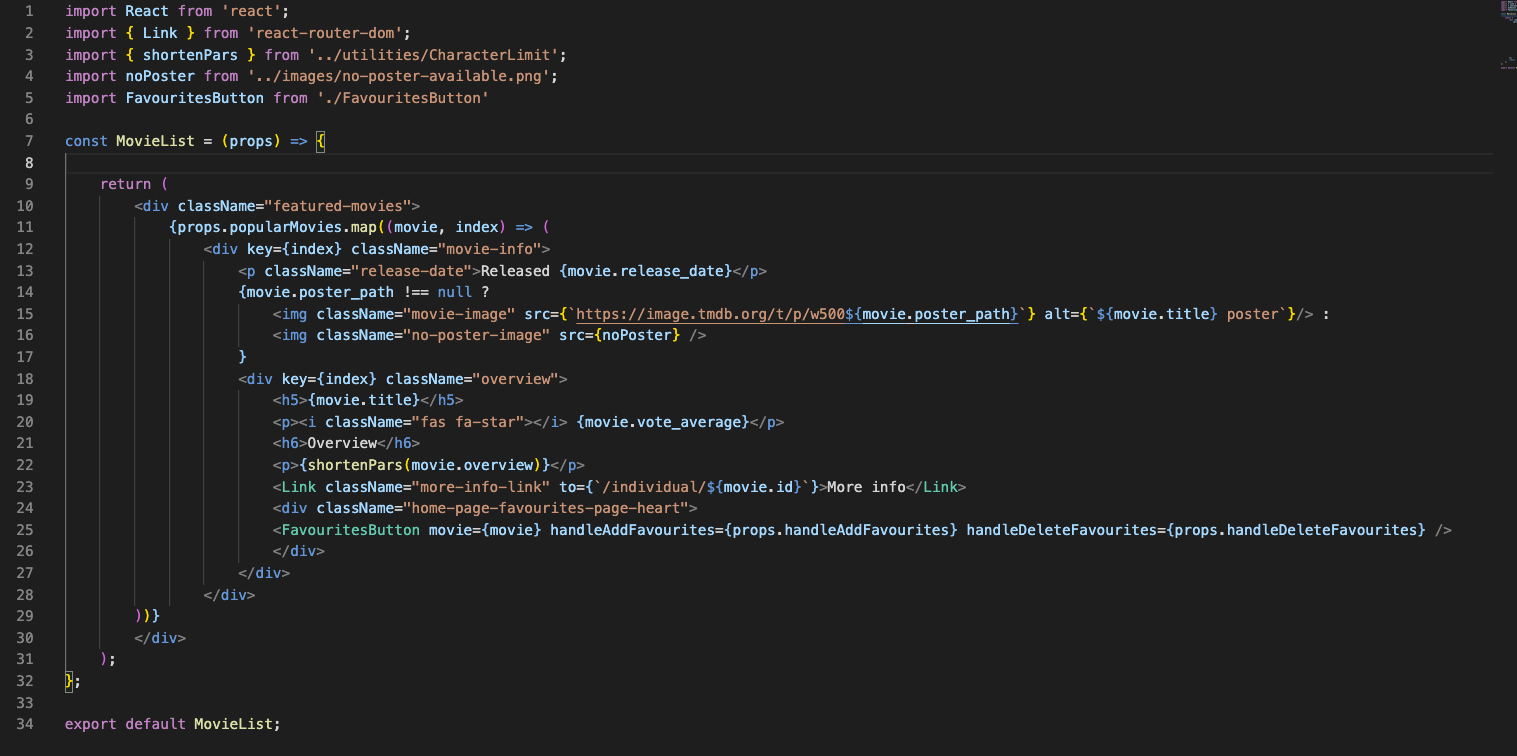 1 import React from 'react';
2 import { Link } from 'react-router-dom';
3 import { shortenPars } from '../utilities/CharacterLimit';
4 import noPoster from '../images/no-poster-available.png';
5 import FavouritesButton from './FavouritesButton'
6
7 const MovieList = (props) => {
8
9     return (
10         <div className="featured-movies">
11             {props.popularMovies.map((movie, index) => (
12                 <div key={index} className="movie-info">
13                     <p className="release-date">Released {movie.release_date}</p>
14                     {movie.poster_path !== null ?
15                         <img className="movie-image" src={`https://image.tmdb.org/t/p/w500${movie.poster_path}`} alt={`${movie.title} poster`}/> :
16                         <img className="no-poster-image" src={noPoster} />
17                     }
18                     <div key={index} className="overview">
19                         <h5>{movie.title}</h5>
20                         <p><i className="fas fa-star"></i> {movie.vote_average}</p>
21                         <h6>Overview</h6>
22                         <p>{shortenPars(movie.overview)}</p>
23                         <Link className="more-info-link" to={`/individual/${movie.id}`}>More info</Link>
24                         <div className="home-page-favourites-page-heart">
25                         <FavouritesButton movie={movie} handleAddFavourites={props.handleAddFavourites} handleDeleteFavourites={props.handleDeleteFavourites} />
26                         </div>
27                     </div>
28                 </div>
29         ))}
30         </div>
31     );
32 };
33
34 export default MovieList;